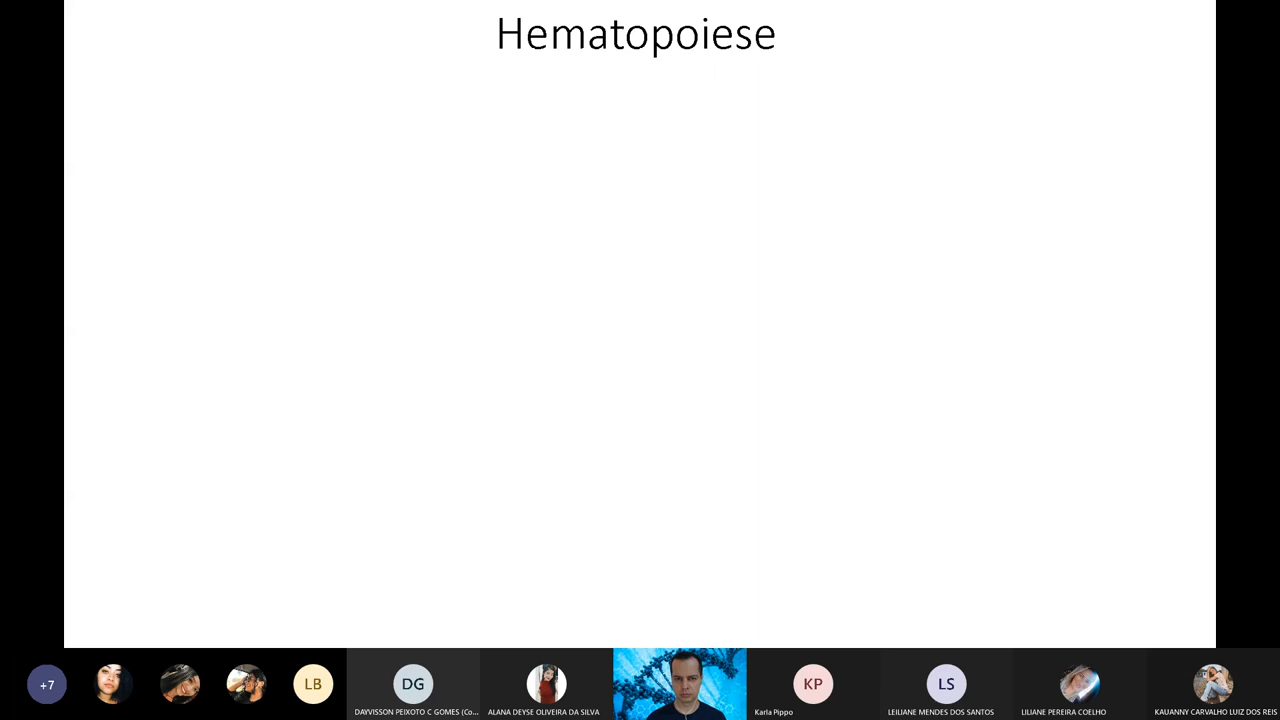 Hematopoiese
+7
LB
DG
KP
LS
DAYVISSON PEIXOTO C GOMES (Co...
ALANA DEYSE OLIVEIRA DA SILVA
Karla Pippo
LEILIANE MENDES DOS SANTOS
LILIANE PEREIRA COELHO
KAUANNY CARVALHO LUIZ DOS REIS